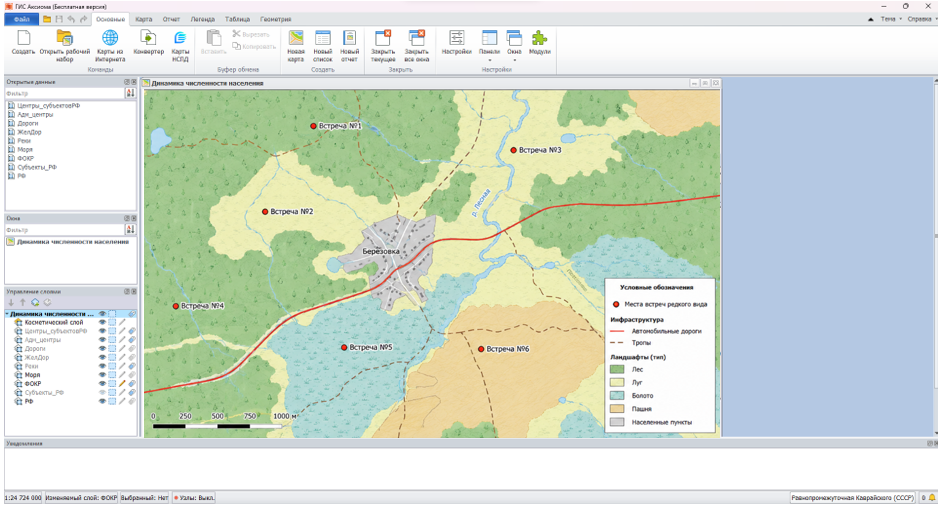 ГИС Аксиома (Бесплатная версия)
Файл Основные Карта Отчет Легенда Таблица Геометрия Тема Справка
Создать Открыть рабочий набор Карты из Интернета Конвертер Карты НСПД Вставить Вырезать Копировать Новая карта Новый список Новый отчет Закрыть текущее Закрыть все окна Настройки Панели Окна Модули
Команды Буфер обмена Создать Закрыть Настройки
Открытые данные
Фильтр
Центры_субъектовРФ
Адм_центры
Дороги
ЖелДор
Реки
Моря
ФОКР
Субъекты_РФ
РФ
Окна
Фильтр
Динамика численности населения
Управление слоями
Динамика численности ...
Косметический слой
Центры_субъектовРФ
Адм_центры
Дороги
ЖелДор
Реки
Моря
ФОКР
Субъекты_РФ
РФ
Динамика численности населения
Встреча №1
Встреча №3
р. Лесная
Встреча №2
Березовка
Встреча №4
Встреча №5
Встреча №6
0 250 500 750 1000 м
Условные обозначения
Места встреч редкого вида
Инфраструктура
Автомобильные дороги
Тропы
Ландшафты (тип)
Лес
Луг
Болото
Пашня
Населенные пункты
Уведомления
1:24 724 000 Изменяемый слой: ФОКР Выбранный: Нет Узлы: Выкл. Равнопромежуточная Каврайского (СССР) 0